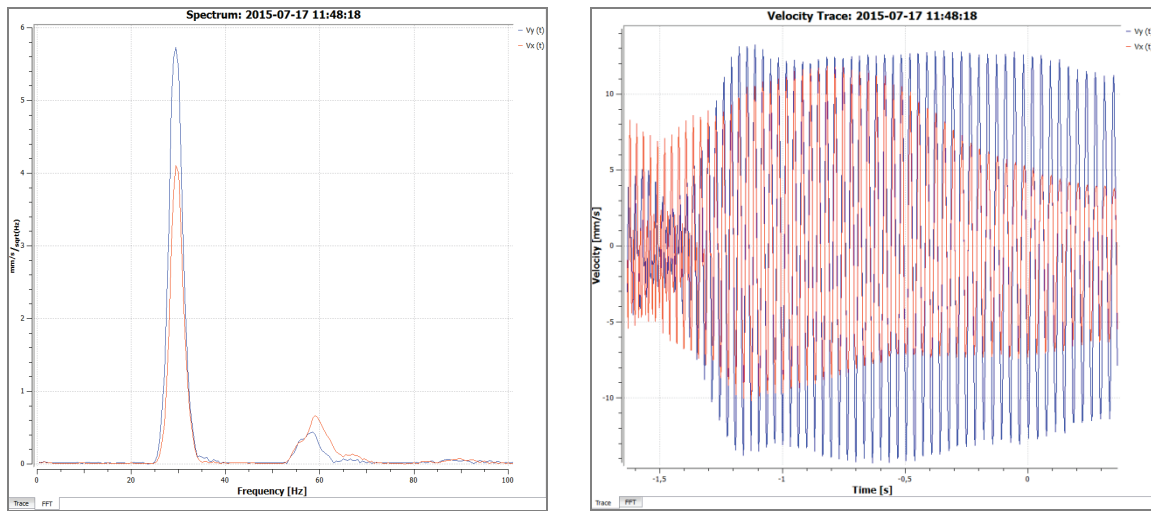 Spectrum: 2015-07-17 11:48:18
Vy (t)
Vx (t)
6
5
4
3
2
1
0
mm/s / sqrt(Hz)
0 20 40 60 80 100
Frequency [Hz]
Trace FFT
Velocity Trace: 2015-07-17 11:48:18
Vy (t)
Vx (t)
10
5
0
-5
-10
Velocity [mm/s]
-1,5 -1 -0,5 0
Time [s]
Trace FFT